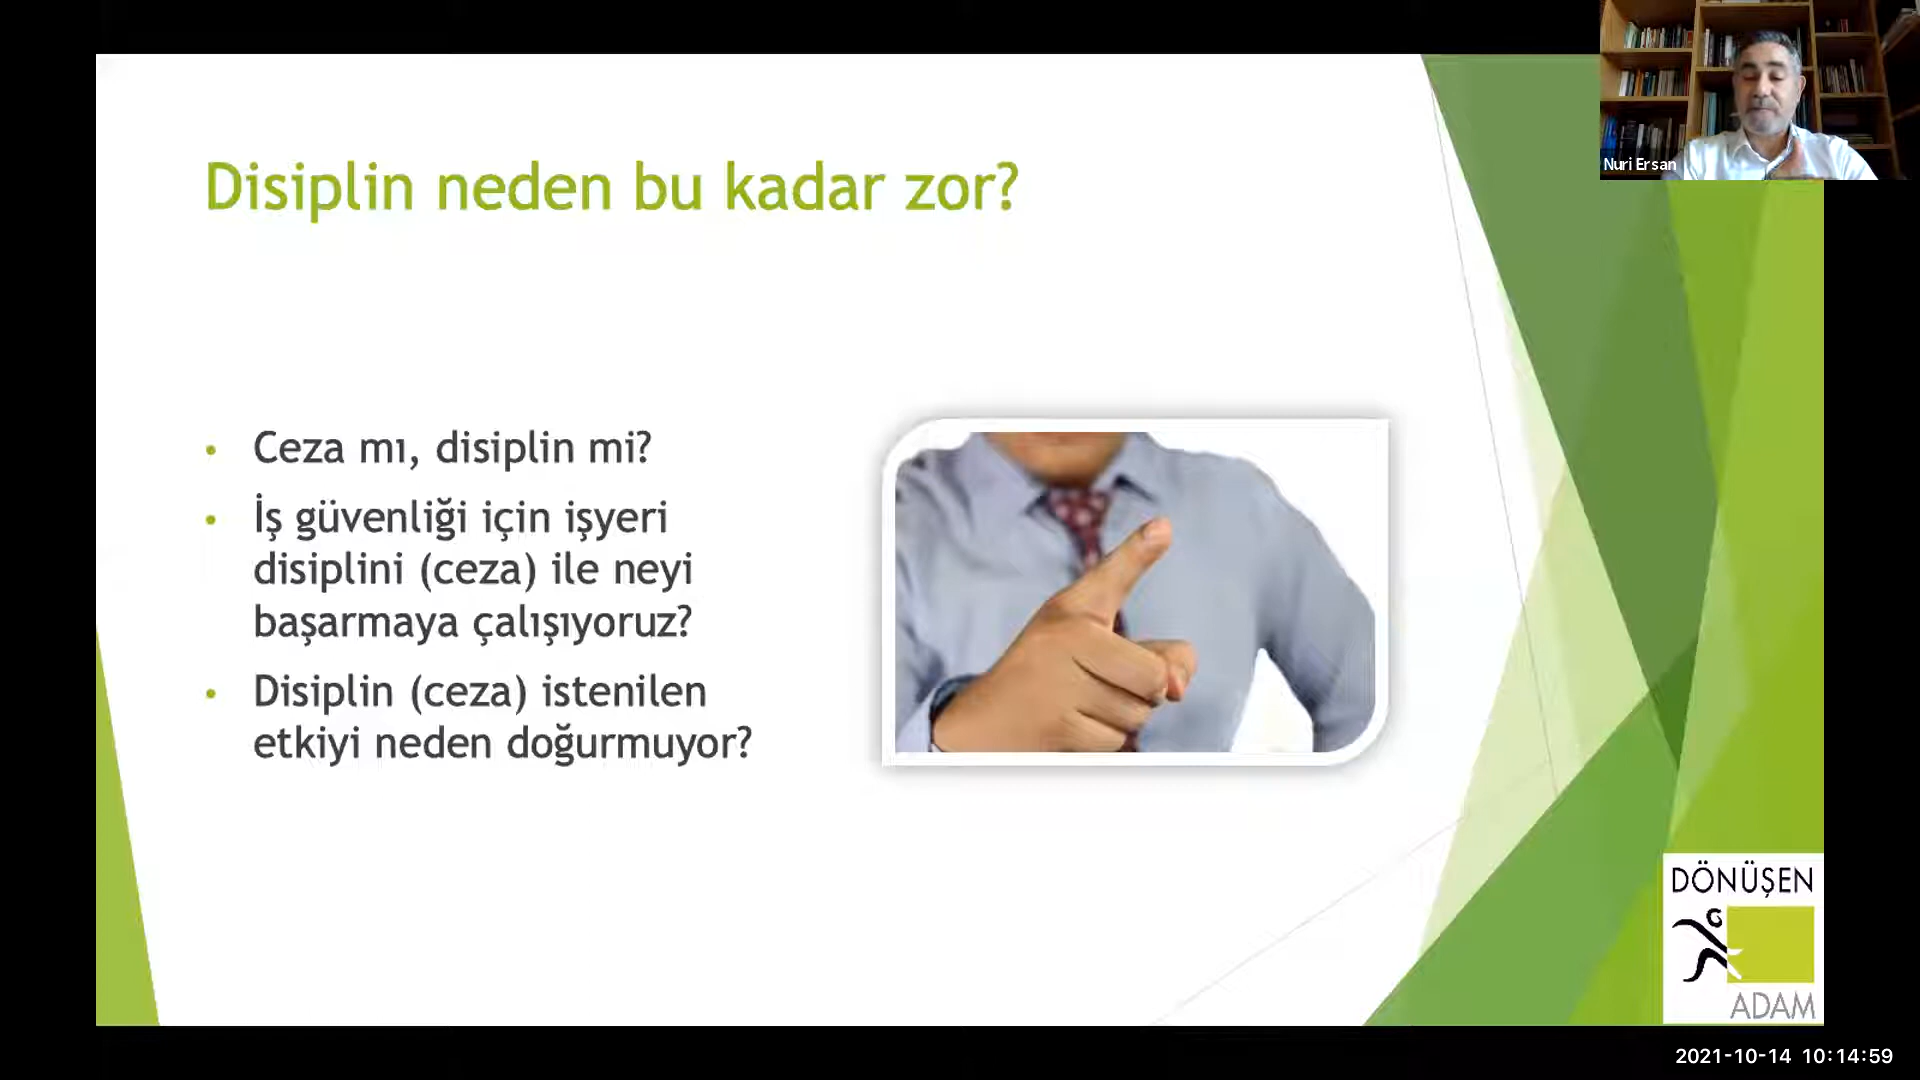 Nuri Ersan
Disiplin neden bu kadar zor?
• Ceza mı, disiplin mi?
• İş güvenliği için işyeri
disiplini (ceza) ile neyi
başarmaya çalışıyoruz?
• Disiplin (ceza) istenilen
etkiyi neden doğurmuyor?
DÖNÜŞEN
ADAM
2021-10-14 10:14:59